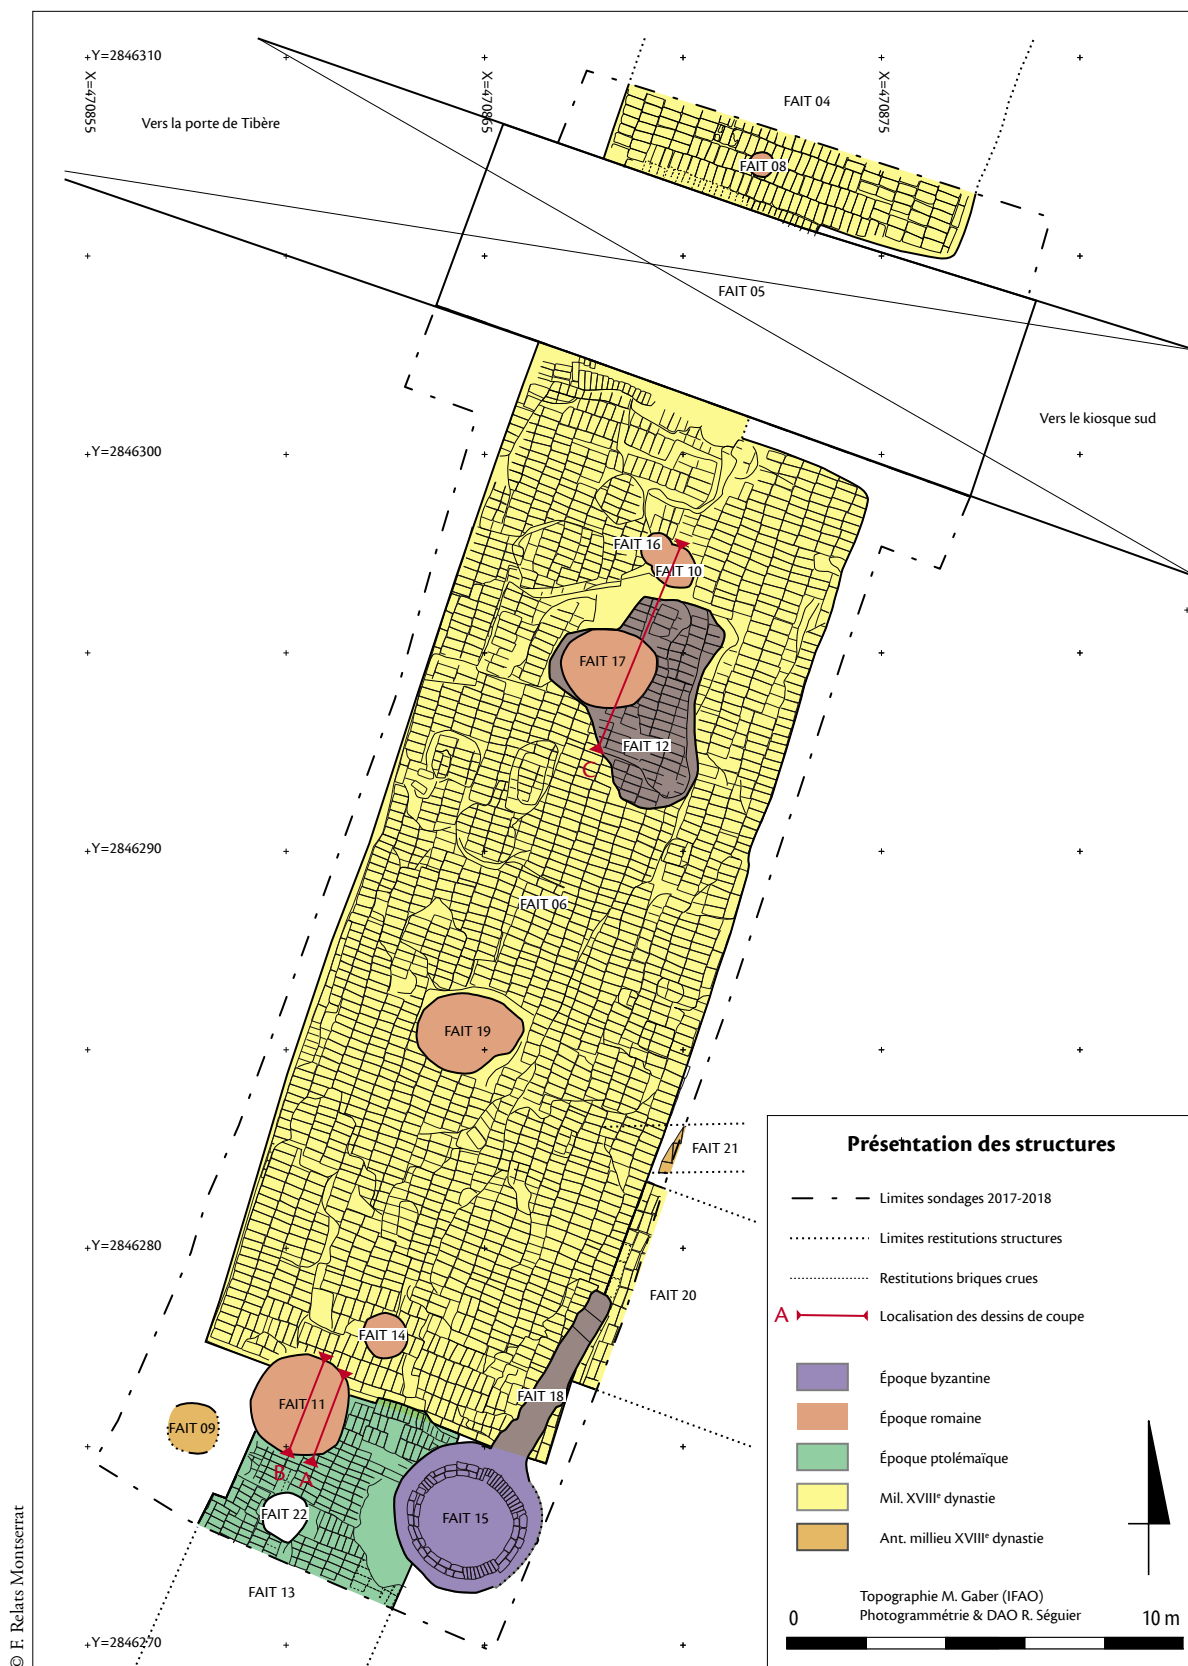 Y=2846310
X=470855
X=470865
X=470875
Vers la porte de Tibère
FAIT 04
FAIT 08
FAIT 05
Vers le kiosque sud
Y=2846300
FAIT 16
FAIT 10
FAIT 17
FAIT 12
C
Y=2846290
FAIT 06
FAIT 19
FAIT 21
Y=2846280
FAIT 20
FAIT 14
FAIT 18
FAIT 11
FAIT 09
B
A
FAIT 22
FAIT 15
FAIT 13
Y=2846270
Présentation des structures
Limites sondages 2017-2018
Limites restitutions structures
Restitutions briques crues
A Localisation des dessins de coupe
Époque byzantine
Époque romaine
Époque ptolémaïque
Mil. XVIIIᵉ dynastie
Ant. millieu XVIIIᵉ dynastie
Topographie M. Gaber (IFAO)
Photogrammétrie & DAO R. Séguier
0 10 m
© F. Relats Montserrat